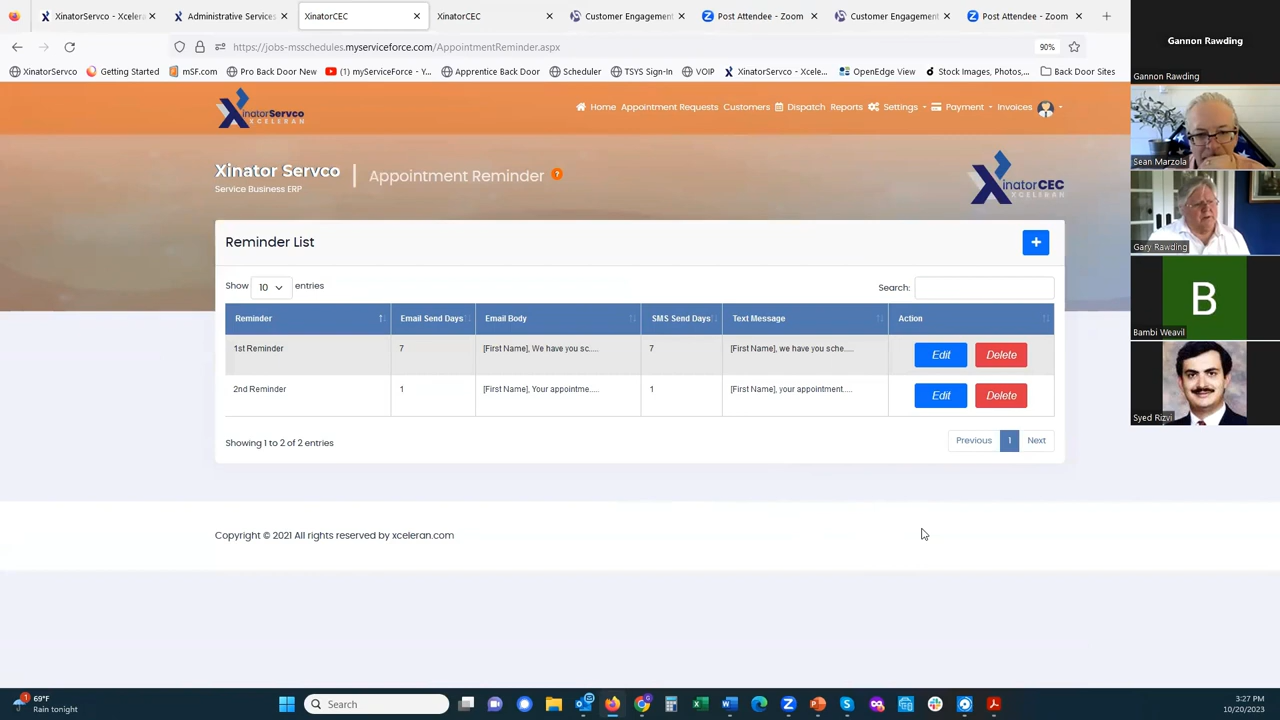 XinatorServco - Xcelera
Administrative Services
XinatorCEC
XinatorCEC
Customer Engagement
Post Attendee - Zoom
Customer Engagement
Post Attendee - Zoom
https://jobs-msschedules.myserviceforce.com/AppointmentReminder.aspx
90%
XinatorServco
Getting Started
mSF.com
Pro Back Door New
(1) myServiceForce - Y...
Apprentice Back Door
Scheduler
TSYS Sign-In
VOIP
XinatorServco - Xcele...
OpenEdge View
Stock Images, Photos,...
Back Door Sites
XinatorServco
XCELERAN
Home Appointment Requests Customers Dispatch Reports Settings Payment Invoices
Xinator Servco
Service Business ERP
Appointment Reminder ?
XinatorCEC
XCELERAN
Reminder List
+
Show 10 entries
Search:
Reminder Email Send Days Email Body SMS Send Days Text Message Action
1st Reminder 7 [First Name], We have you sc..... 7 [First Name], we have you sche..... Edit Delete
2nd Reminder 1 [First Name], Your appointme..... 1 [First Name], your appointment..... Edit Delete
Showing 1 to 2 of 2 entries
Previous 1 Next
Copyright © 2021 All rights reserved by xceleran.com
Gannon Rawding
Gannon Rawding
Sean Marzola
Gary Rawding
B
Bambi Weavil
Syed Rizvi
1
69°F
Rain tonight
Search
3:27 PM
10/20/2023